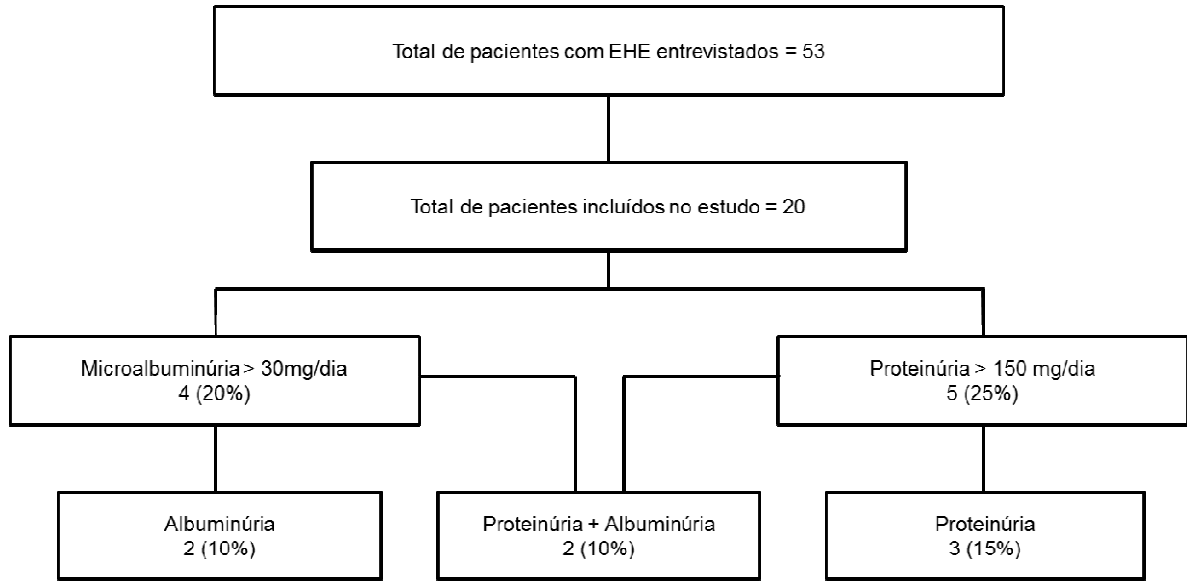 Total de pacientes com EHE entrevistados = 53
Total de pacientes incluídos no estudo = 20
Microalbuminúria > 30mg/dia
4 (20%)
Proteinúria > 150 mg/dia
5 (25%)
Albuminúria
2 (10%)
Proteinúria + Albuminúria
2 (10%)
Proteinúria
3 (15%)